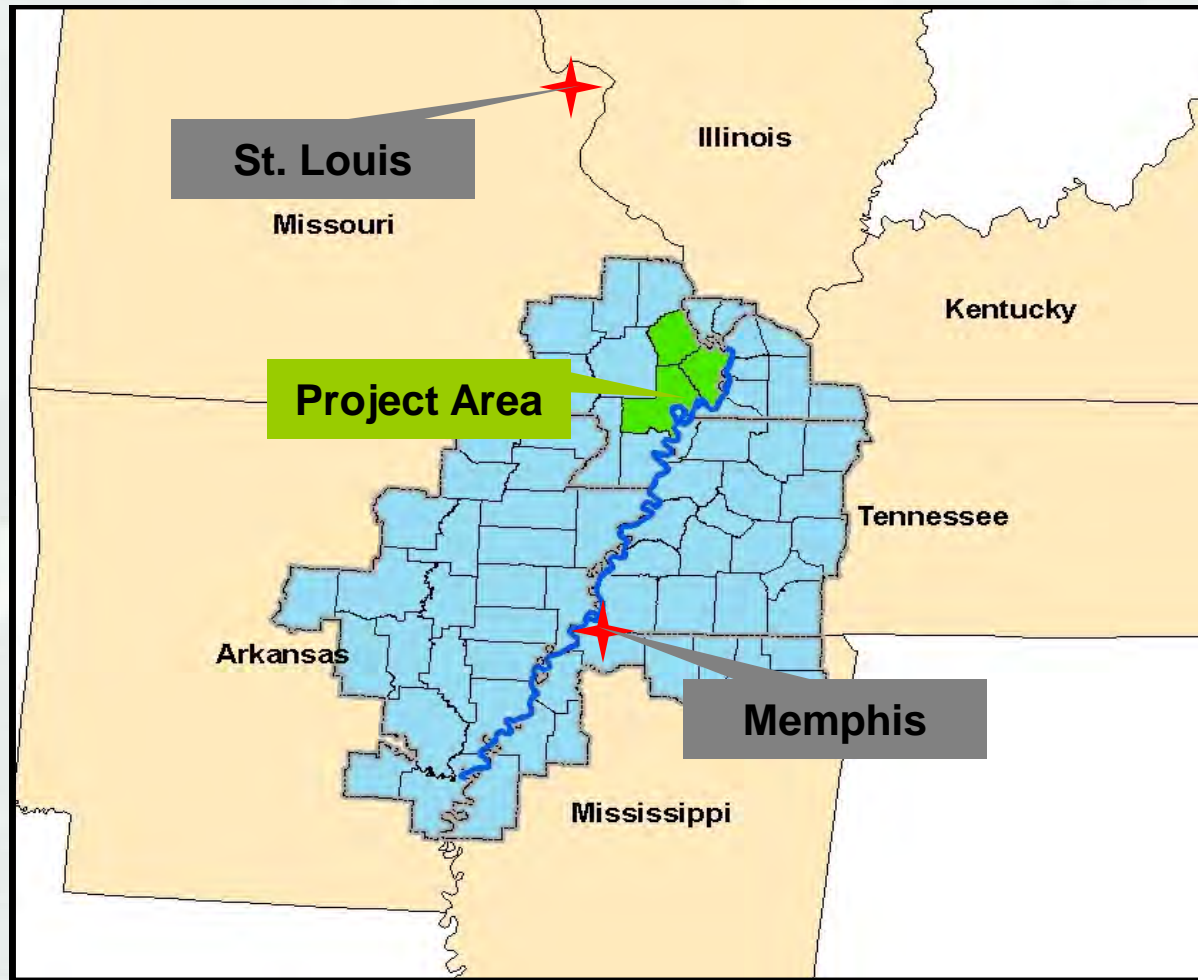 St. Louis
Illinois
Missouri
Kentucky
Project Area
Tennessee
Arkansas
Memphis
Mississippi